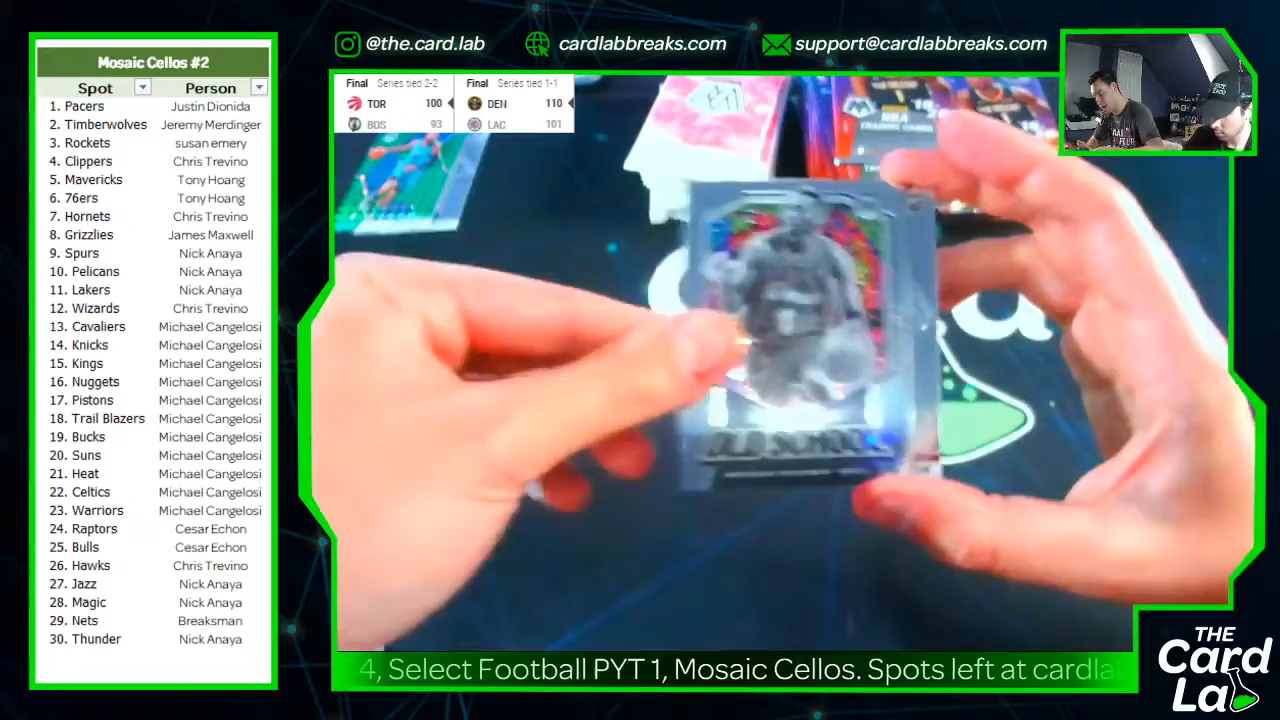 @the.card.lab
cardlabbreaks.com
support@cardlabbreaks.com
Mosaic Cellos #2
Spot Person
1. Pacers Justin Dionida
2. Timberwolves Jeremy Merdinger
3. Rockets susan emery
4. Clippers Chris Trevino
5. Mavericks Tony Hoang
6. 76ers Tony Hoang
7. Hornets Chris Trevino
8. Grizzlies James Maxwell
9. Spurs Nick Anaya
10. Pelicans Nick Anaya
11. Lakers Nick Anaya
12. Wizards Chris Trevino
13. Cavaliers Michael Cangelosi
14. Knicks Michael Cangelosi
15. Kings Michael Cangelosi
16. Nuggets Michael Cangelosi
17. Pistons Michael Cangelosi
18. Trail Blazers Michael Cangelosi
19. Bucks Michael Cangelosi
20. Suns Michael Cangelosi
21. Heat Michael Cangelosi
22. Celtics Michael Cangelosi
23. Warriors Michael Cangelosi
24. Raptors Cesar Echon
25. Bulls Cesar Echon
26. Hawks Chris Trevino
27. Jazz Nick Anaya
28. Magic Nick Anaya
29. Nets Breaksman
30. Thunder Nick Anaya
Final Series tied 2-2
TOR 100
BOS 93
Final Series tied 1-1
DEN 110
LAC 101
PYT
NBA
TRADING CARDS
OLD SCHOOL
4, Select Football PYT 1, Mosaic Cellos. Spots left at cardla
THE
Card
Lab